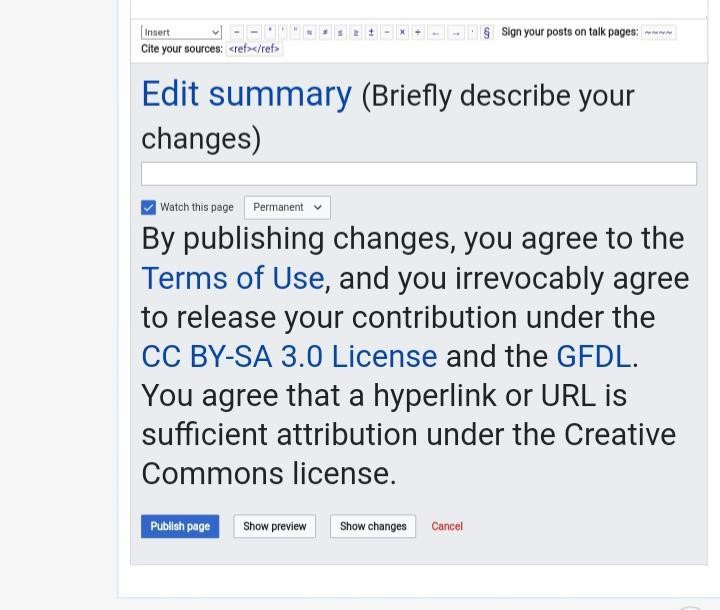 Insert – — ° ′ ″ ≈ ≠ ≤ ≥ ± − × ÷ ← → · § Sign your posts on talk pages: ~~~~
Cite your sources: <ref></ref>
Edit summary (Briefly describe your
changes)
Watch this page Permanent
By publishing changes, you agree to the
Terms of Use, and you irrevocably agree
to release your contribution under the
CC BY-SA 3.0 License and the GFDL.
You agree that a hyperlink or URL is
sufficient attribution under the Creative
Commons license.
Publish page Show preview Show changes Cancel